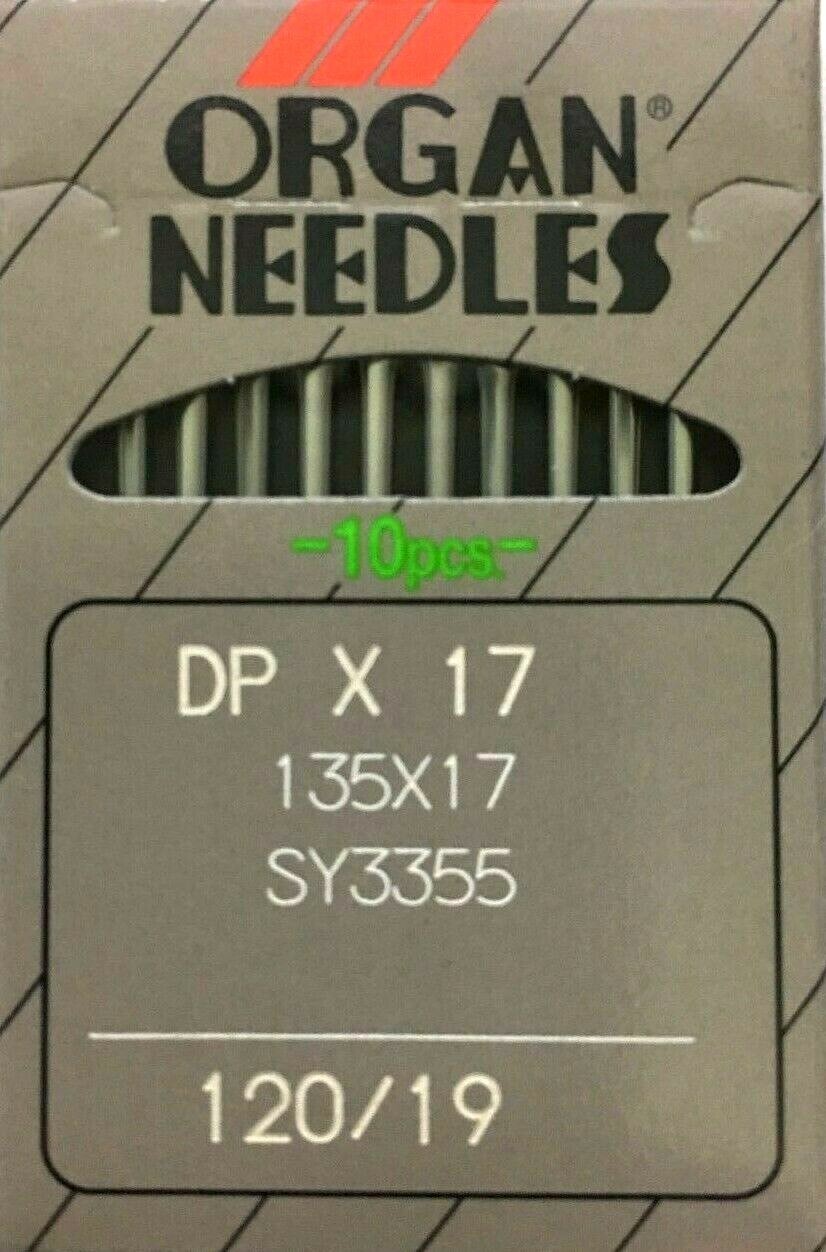 ORGAN®
NEEDLES
-10pcs.-
DP X 17
135X17
SY3355
120/19